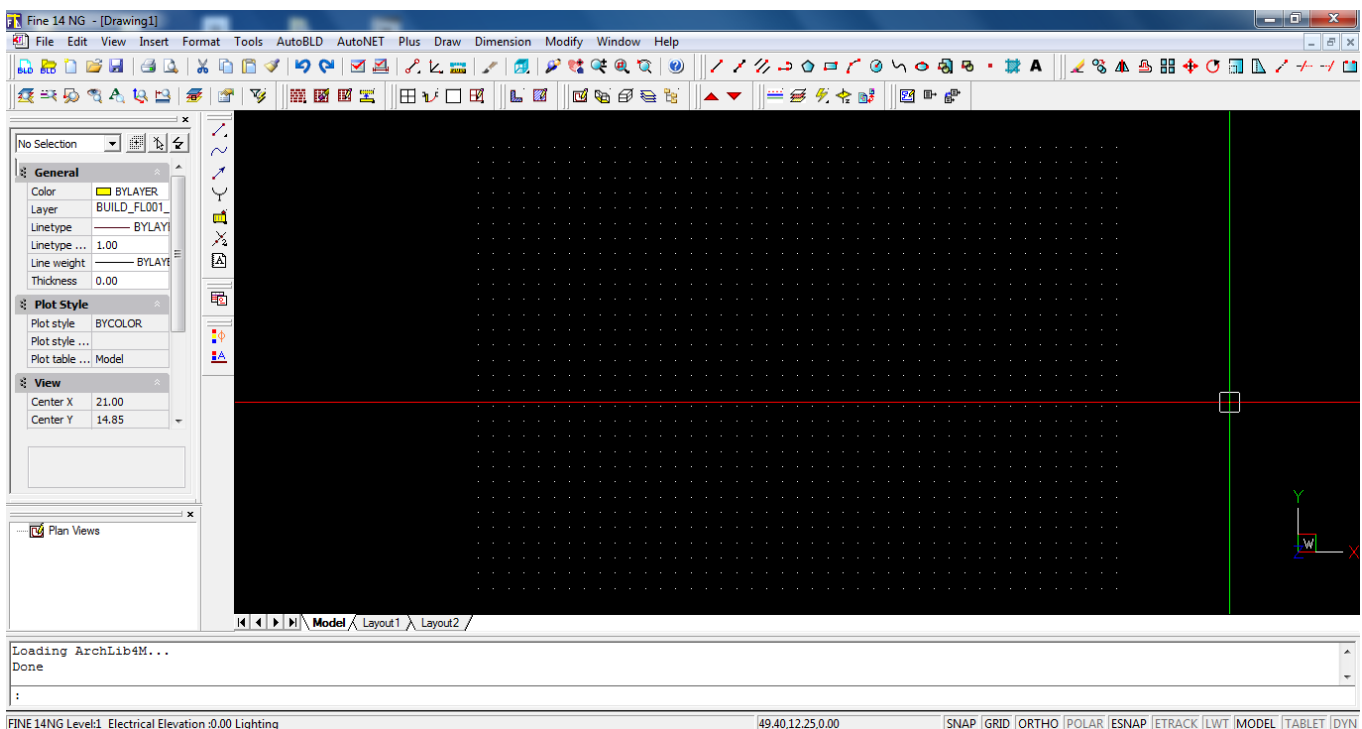 Fine 14 NG - [Drawing1]
File Edit View Insert Format Tools AutoBLD AutoNET Plus Draw Dimension Modify Window Help
BLD BLD
A
No Selection
General
Color BYLAYER
Layer BUILD_FL001_
Linetype BYLAYE
Linetype ... 1.00
Line weight BYLAYE
Thickness 0.00
Plot Style
Plot style BYCOLOR
Plot style ...
Plot table ... Model
View
Center X 21.00
Center Y 14.85
Plan Views
Y
W
Z
X
Model Layout1 Layout2
Loading ArchLib4M...
Done
:
FINE 14NG Level:1 Electrical Elevation :0.00 Lighting 49.40,12.25,0.00 SNAP GRID ORTHO POLAR ESNAP ETRACK LWT MODEL TABLET DYN